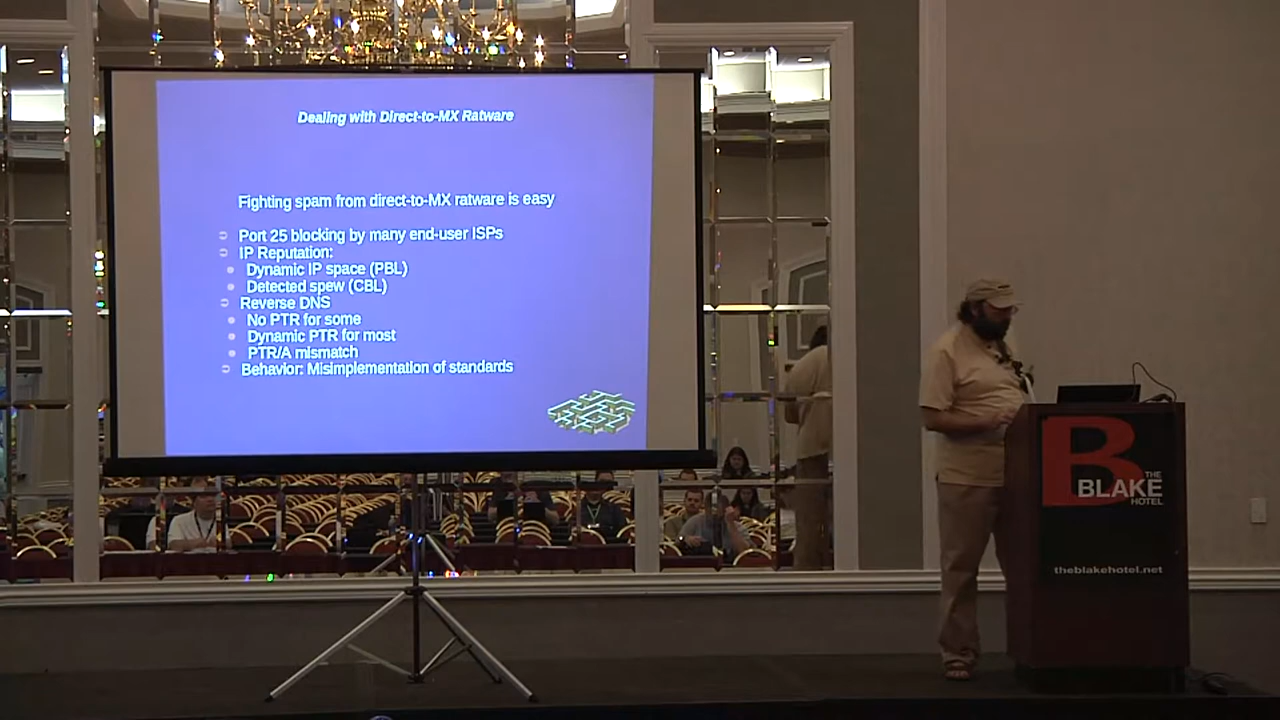 Dealing with Direct-to-MX Ratware
Fighting spam from direct-to-MX ratware is easy
Port 25 blocking by many end-user ISPs
IP Reputation:
Dynamic IP space (PBL)
Detected spew (CBL)
Reverse DNS
No PTR for some
Dynamic PTR for most
PTR/A mismatch
Behavior: Misimplementation of standards
B
THE
BLAKE
HOTEL
theblakehotel.net